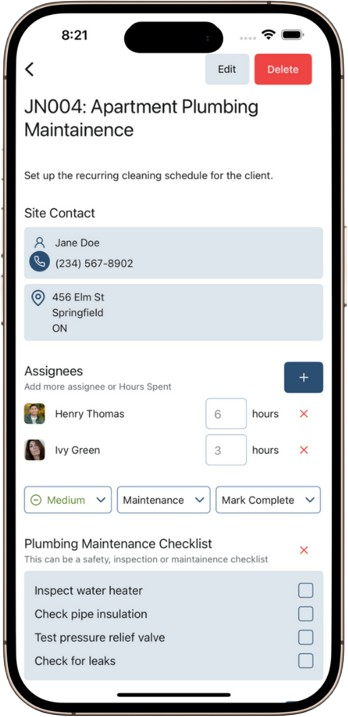 8:21
Edit
Delete
JN004: Apartment Plumbing
Maintainence
Set up the recurring cleaning schedule for the client.
Site Contact
Jane Doe
(234) 567-8902
456 Elm St
Springfield
ON
Assignees
Add more assignee or Hours Spent
+
Henry Thomas
6
hours
Ivy Green
3
hours
Medium
Maintenance
Mark Complete
Plumbing Maintenance Checklist
This can be a safety, inspection or maintainence checklist
Inspect water heater
Check pipe insulation
Test pressure relief valve
Check for leaks